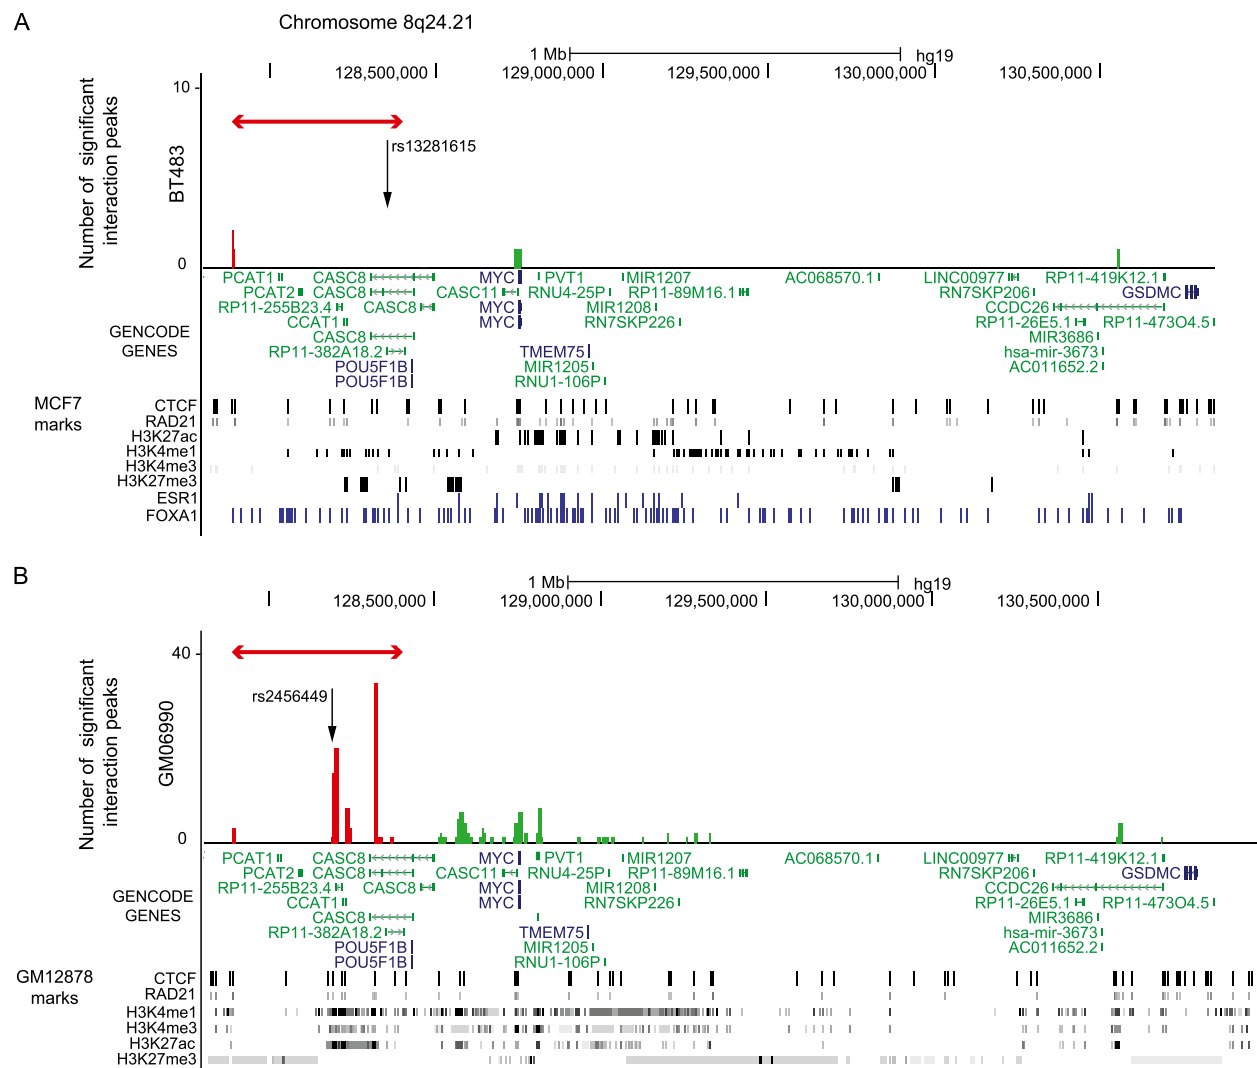 A
Chromosome 8q24.21
1 Mb hg19
128,500,000 129,000,000 129,500,000 130,000,000 130,500,000
Number of significant interaction peaks
BT483
10
rs13281615
0
PCAT1 CASC8 MYC PVT1 MIR1207 AC068570.1 LINC00977 RP11-419K12.1
PCAT2 CASC8 CASC11 RNU4-25P RP11-89M16.1 RN7SKP206 GSDMC
RP11-255B23.4 CASC8 MYC MIR1208 CCDC26
CCAT1 MYC RN7SKP226 RP11-26E5.1 RP11-473O4.5
GENCODE GENES
CASC8 MIR3686
RP11-382A18.2 TMEM75 hsa-mir-3673
POU5F1B MIR1205 AC011652.2
POU5F1B RNU1-106P
MCF7 marks
CTCF
RAD21
H3K27ac
H3K4me1
H3K4me3
H3K27me3
ESR1
FOXA1
B
1 Mb hg19
128,500,000 129,000,000 129,500,000 130,000,000 130,500,000
Number of significant interaction peaks
GM06990
40
rs2456449
0
PCAT1 CASC8 MYC PVT1 MIR1207 AC068570.1 LINC00977 RP11-419K12.1
PCAT2 CASC8 CASC11 RNU4-25P RP11-89M16.1 RN7SKP206 GSDMC
RP11-255B23.4 CASC8 MYC MIR1208 CCDC26
CCAT1 MYC RN7SKP226 RP11-26E5.1 RP11-473O4.5
GENCODE GENES
CASC8 MIR3686
RP11-382A18.2 TMEM75 hsa-mir-3673
POU5F1B MIR1205 AC011652.2
POU5F1B RNU1-106P
GM12878 marks
CTCF
RAD21
H3K4me1
H3K4me3
H3K27ac
H3K27me3